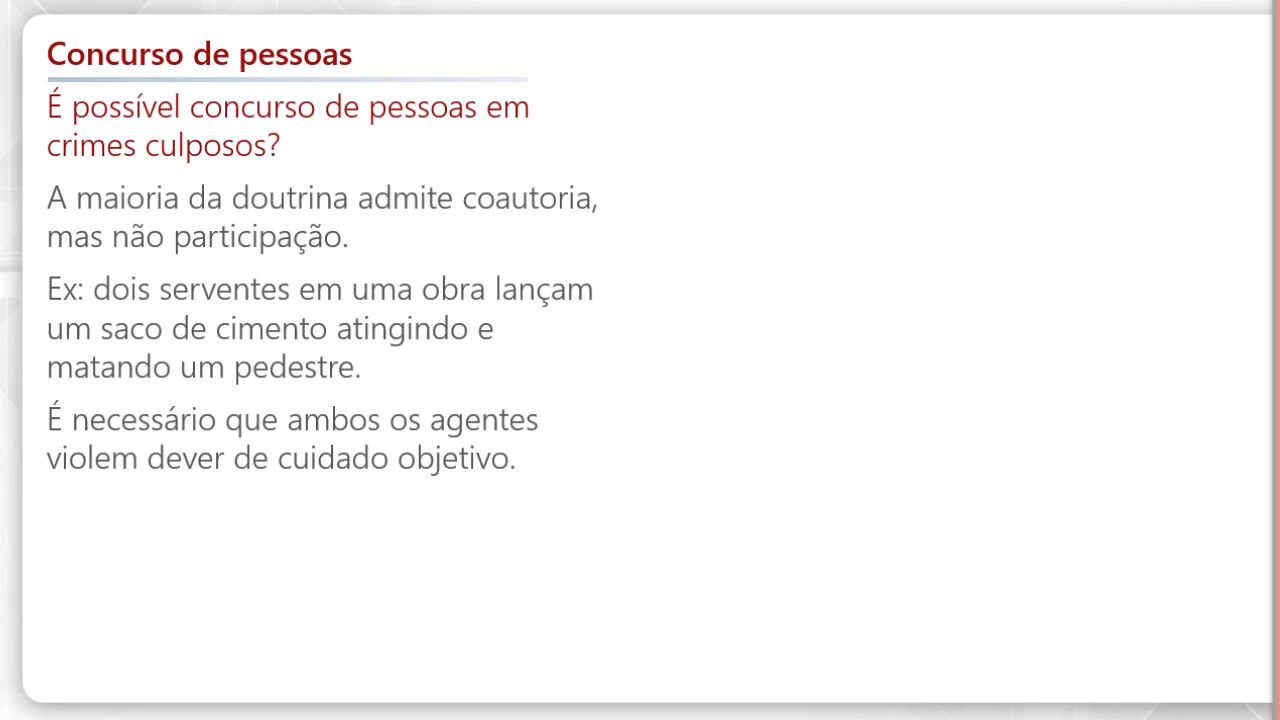 Concurso de pessoas
É possível concurso de pessoas em
crimes culposos?
A maioria da doutrina admite coautoria,
mas não participação.
Ex: dois serventes em uma obra lançam
um saco de cimento atingindo e
matando um pedestre.
É necessário que ambos os agentes
violem dever de cuidado objetivo.